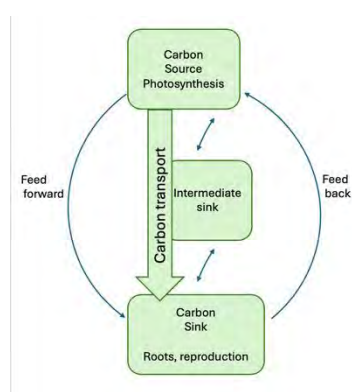 Carbon
Source
Photosynthesis
Feed
forward
Carbon transport
Intermediate
sink
Feed
back
Carbon
Sink
Roots, reproduction